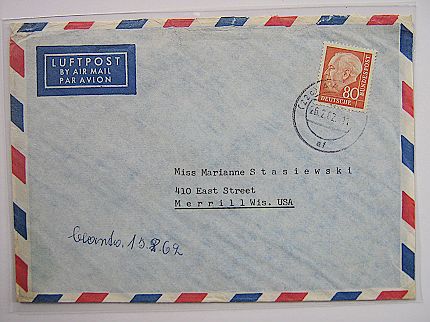 LUFTPOST
BY AIR MAIL
PAR AVION
80
DEUTSCHE
BUNDESPOST
Miss Marianne Stasiewski
410 East Street
Merrill Wis. USA